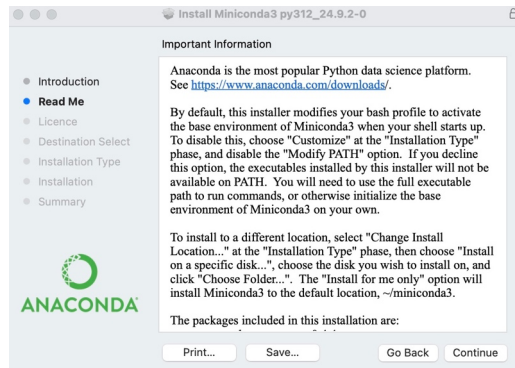 Install Miniconda3 py312_24.9.2-0
Important Information
Introduction
Read Me
Licence
Destination Select
Installation Type
Installation
Summary
ANACONDA
Anaconda is the most popular Python data science platform.
See https://www.anaconda.com/downloads/.
By default, this installer modifies your bash profile to activate
the base environment of Miniconda3 when your shell starts up.
To disable this, choose "Customize" at the "Installation Type"
phase, and disable the "Modify PATH" option.  If you decline
this option, the executables installed by this installer will not be
available on PATH.  You will need to use the full executable
path to run commands, or otherwise initialize the base
environment of Miniconda3 on your own.
To install to a different location, select "Change Install
Location..." at the "Installation Type" phase, then choose "Install
on a specific disk...", choose the disk you wish to install on, and
click "Choose Folder...".  The "Install for me only" option will
install Miniconda3 to the default location, ~/miniconda3.
The packages included in this installation are:
Print...
Save...
Go Back
Continue